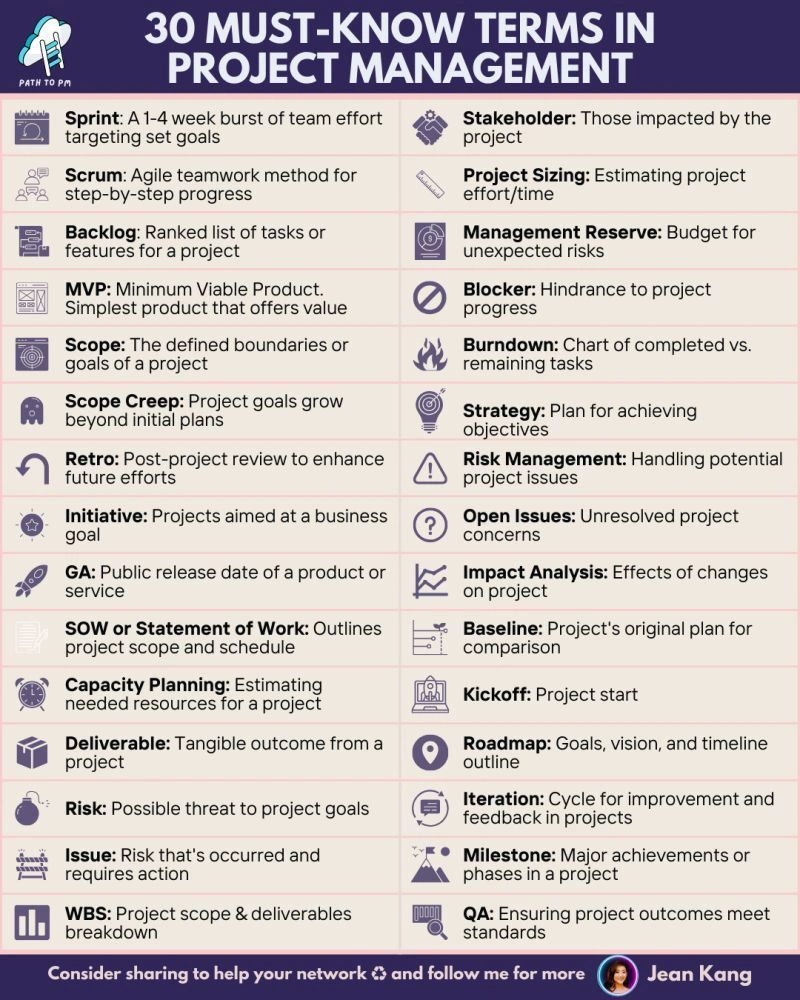 30 MUST-KNOW TERMS IN
PROJECT MANAGEMENT
PATH TO PM
Sprint: A 1-4 week burst of team effort
targeting set goals
Scrum: Agile teamwork method for
step-by-step progress
Backlog: Ranked list of tasks or
features for a project
MVP: Minimum Viable Product.
Simplest product that offers value
Scope: The defined boundaries or
goals of a project
Scope Creep: Project goals grow
beyond initial plans
Retro: Post-project review to enhance
future efforts
Initiative: Projects aimed at a business
goal
GA: Public release date of a product or
service
SOW or Statement of Work: Outlines
project scope and schedule
Capacity Planning: Estimating
needed resources for a project
Deliverable: Tangible outcome from a
project
Risk: Possible threat to project goals
Issue: Risk that's occurred and
requires action
WBS: Project scope & deliverables
breakdown
Stakeholder: Those impacted by the
project
Project Sizing: Estimating project
effort/time
Management Reserve: Budget for
unexpected risks
Blocker: Hindrance to project
progress
Burndown: Chart of completed vs.
remaining tasks
Strategy: Plan for achieving
objectives
Risk Management: Handling potential
project issues
Open Issues: Unresolved project
concerns
Impact Analysis: Effects of changes
on project
Baseline: Project's original plan for
comparison
Kickoff: Project start
Roadmap: Goals, vision, and timeline
outline
Iteration: Cycle for improvement and
feedback in projects
Milestone: Major achievements or
phases in a project
QA: Ensuring project outcomes meet
standards
Consider sharing to help your network ♻ and follow me for more
Jean Kang